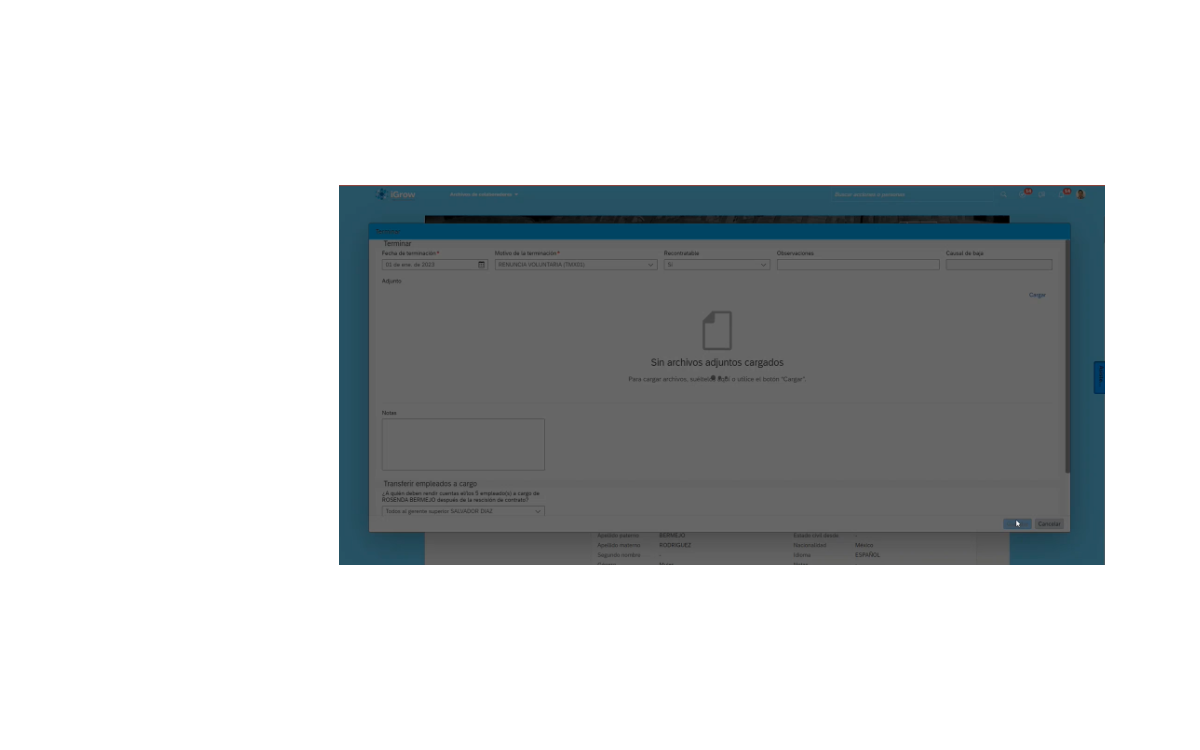 iGrow
Archivo de colaboradores
Buscar acciones o personas
Terminar
Terminar
Fecha de terminación*
Motivo de la terminación*
Recontratable
Observaciones
Causal de baja
01 de ene. de 2023
RENUNCIA VOLUNTARIA (TM001)
Si
Adjunto
Cargar
Sin archivos adjuntos cargados
Para cargar archivos, suéltelos aquí o utilice el botón "Cargar".
Notas
Transferir empleados a cargo
¿A quién deben rendir cuentas el/los 5 empleado(s) a cargo de
ROSENDA BERMEJO después de la rescisión de contrato?
Todos al gerente superior SALVADOR DIAZ
Cancelar
Apellido paterno BERMEJO
Estado civil desde -
Apellido materno RODRIGUEZ
Nacionalidad México
Segundo nombre -
Idioma ESPAÑOL